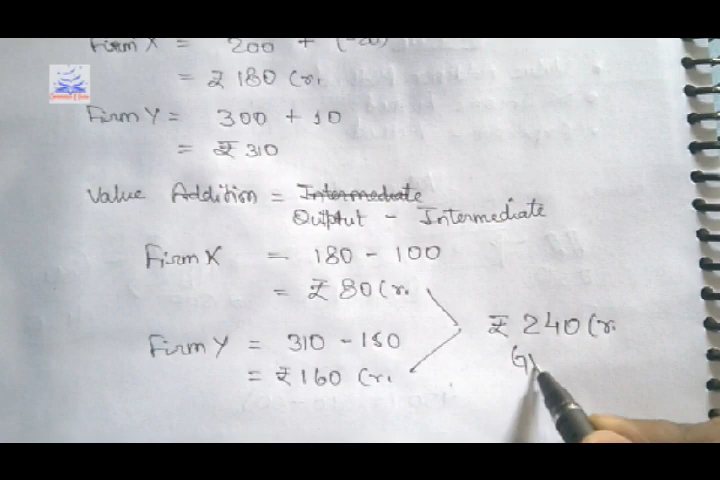 Firm X = 200 + (-20)
= ₹ 180 Cr.
Firm Y = 300 + 10
= ₹ 310
Value Addition = Intermediate
Output - Intermediate
Firm X = 180 - 100
= ₹ 80 Cr.
₹ 240 Cr.
Firm Y = 310 - 150
= ₹ 160 Cr.